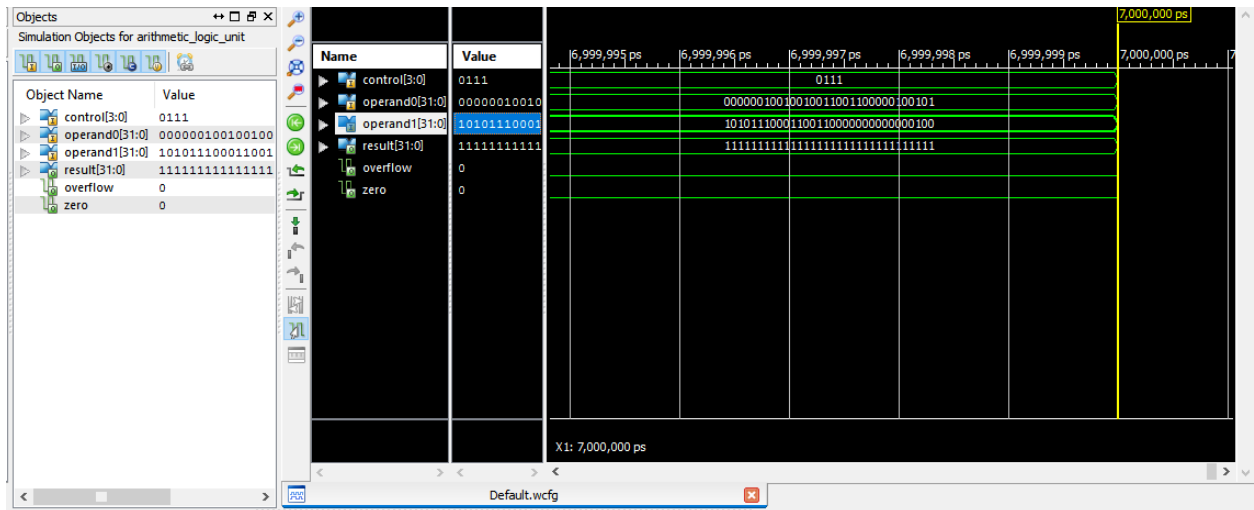 Objects
Simulation Objects for arithmetic_logic_unit
Object Name Value
control[3:0] 0111
operand0[31:0] 000000100100100
operand1[31:0] 101011100011001
result[31:0] 111111111111111
overflow 0
zero 0
7,000,000 ps
Name Value 6,999,995 ps 6,999,996 ps 6,999,997 ps 6,999,998 ps 6,999,999 ps 7,000,000 ps 7
control[3:0] 0111 0111
operand0[31:0] 00000010010 00000010010010011001100000100101
operand1[31:0] 10101110001 10101110001100110000000000000100
result[31:0] 11111111111 11111111111111111111111111111111
overflow 0
zero 0
X1: 7,000,000 ps
Default.wcfg